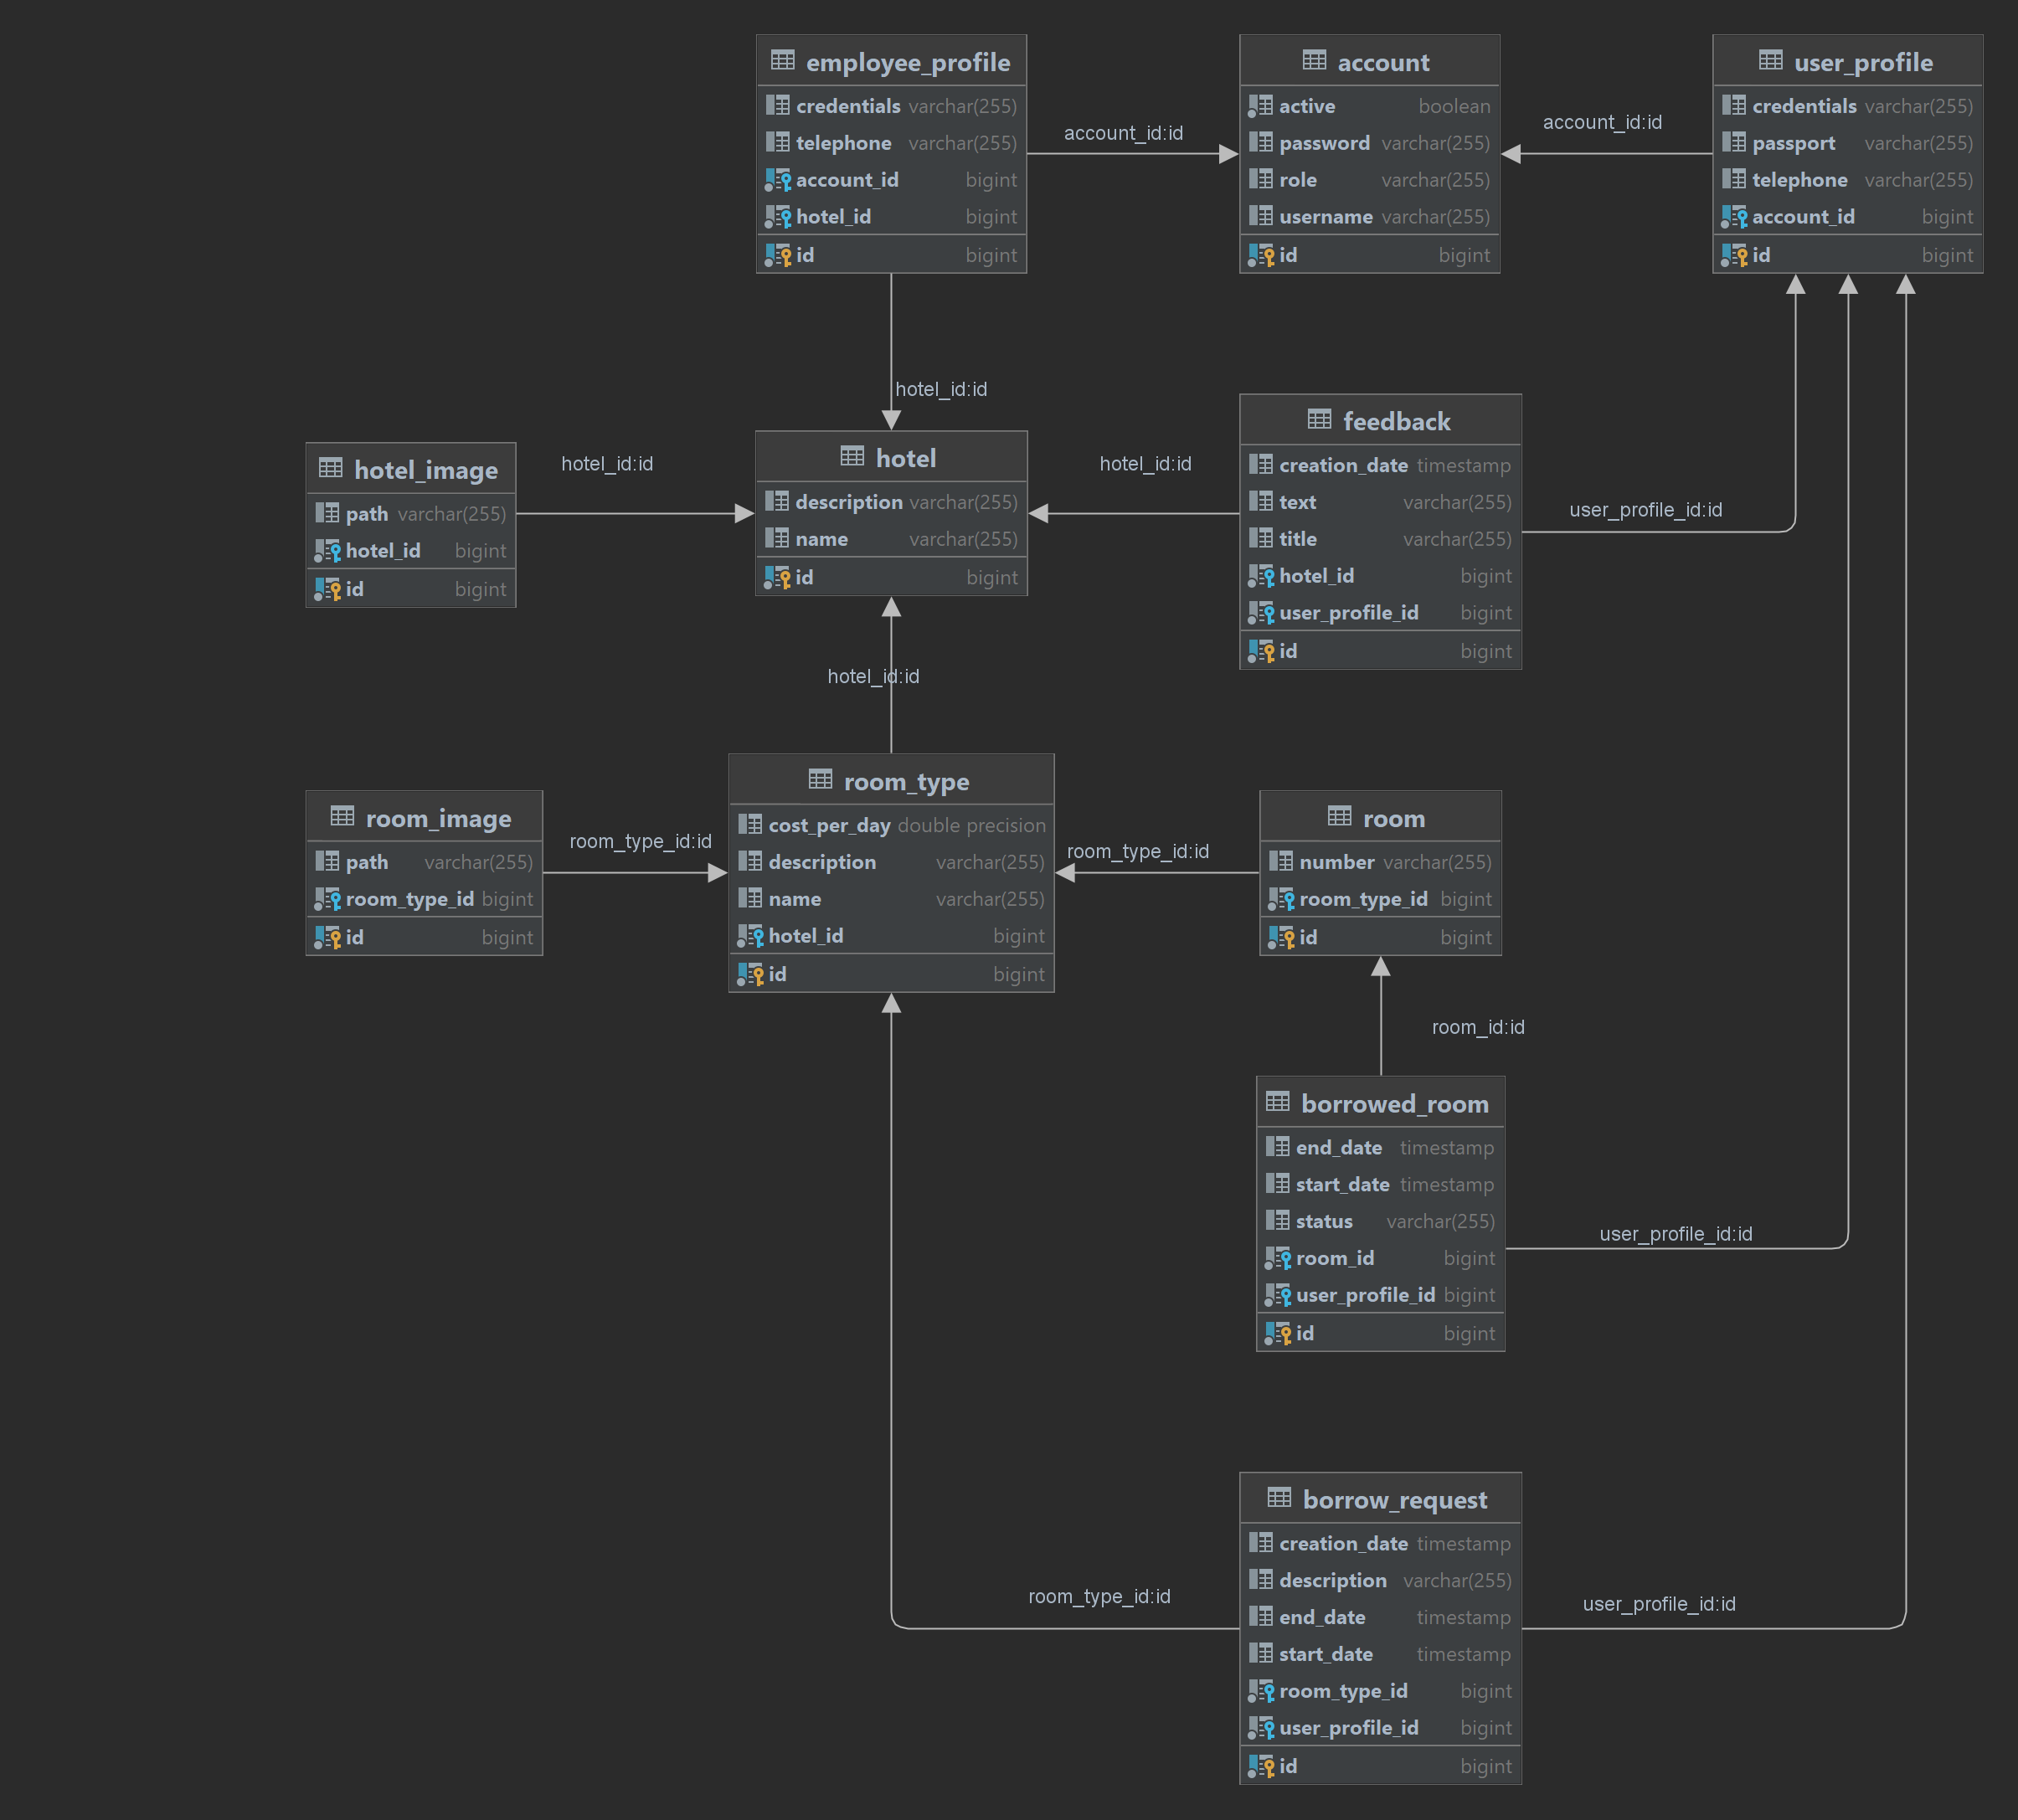 employee_profile
credentials varchar(255)
telephone varchar(255)
account_id bigint
hotel_id bigint
id bigint
account_id:id
account
active boolean
password varchar(255)
role varchar(255)
username varchar(255)
id bigint
account_id:id
user_profile
credentials varchar(255)
passport varchar(255)
telephone varchar(255)
account_id bigint
id bigint
hotel_id:id
hotel_image
path varchar(255)
hotel_id bigint
id bigint
hotel_id:id
hotel
description varchar(255)
name varchar(255)
id bigint
hotel_id:id
feedback
creation_date timestamp
text varchar(255)
title varchar(255)
hotel_id bigint
user_profile_id bigint
id bigint
user_profile_id:id
hotel_id:id
room_image
path varchar(255)
room_type_id bigint
id bigint
room_type_id:id
room_type
cost_per_day double precision
description varchar(255)
name varchar(255)
hotel_id bigint
id bigint
room_type_id:id
room
number varchar(255)
room_type_id bigint
id bigint
room_id:id
borrowed_room
end_date timestamp
start_date timestamp
status varchar(255)
room_id bigint
user_profile_id bigint
id bigint
user_profile_id:id
room_type_id:id
borrow_request
creation_date timestamp
description varchar(255)
end_date timestamp
start_date timestamp
room_type_id bigint
user_profile_id bigint
id bigint
user_profile_id:id